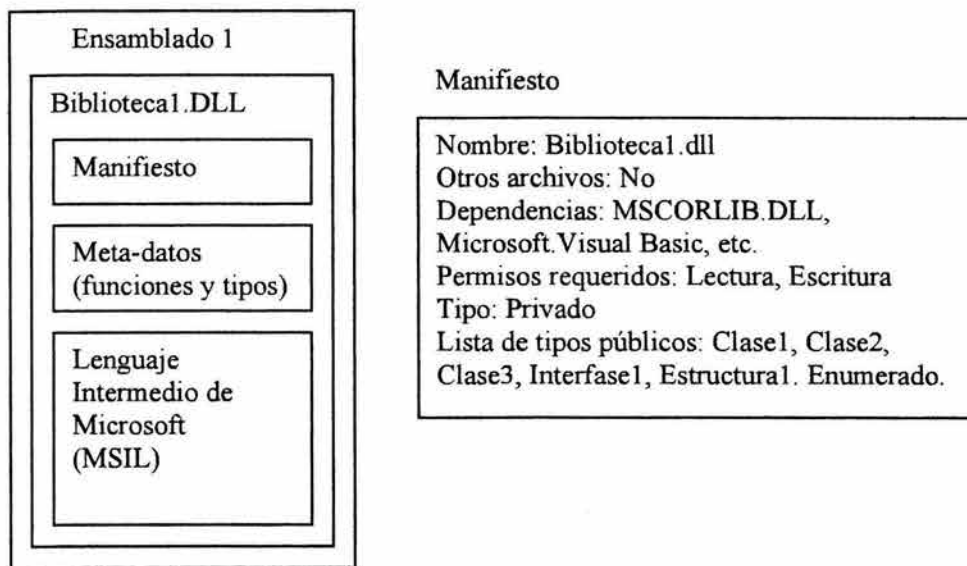 Ensamblado 1
Biblioteca1.DLL
Manifiesto
Meta-datos
(funciones y tipos)
Lenguaje
Intermedio de
Microsoft
(MSIL)
Manifiesto
Nombre: Biblioteca1.dll
Otros archivos: No
Dependencias: MSCORLIB.DLL,
Microsoft.Visual Basic, etc.
Permisos requeridos: Lectura, Escritura
Tipo: Privado
Lista de tipos públicos: Clase1, Clase2,
Clase3, Interfase1, Estructura1. Enumerado.